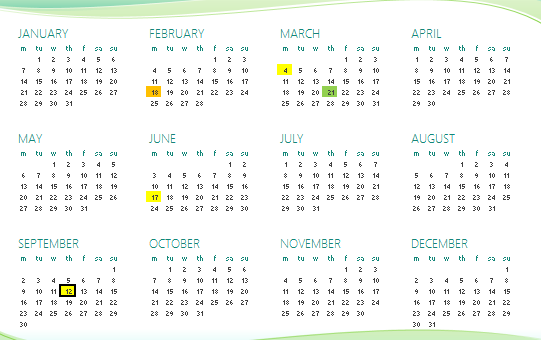 JANUARY
m tu w th f sa su
1 2 3 4 5 6
7 8 9 10 11 12 13
14 15 16 17 18 19 20
21 22 23 24 25 26 27
28 29 30 31
FEBRUARY
m tu w th f sa su
1 2 3
4 5 6 7 8 9 10
11 12 13 14 15 16 17
18 19 20 21 22 23 24
25 26 27 28
MARCH
m tu w th f sa su
1 2 3
4 5 6 7 8 9 10
11 12 13 14 15 16 17
18 19 20 21 22 23 24
25 26 27 28 29 30 31
APRIL
m tu w th f sa su
1 2 3 4 5 6 7
8 9 10 11 12 13 14
15 16 17 18 19 20 21
22 23 24 25 26 27 28
29 30
MAY
m tu w th f sa su
1 2 3 4 5
6 7 8 9 10 11 12
13 14 15 16 17 18 19
20 21 22 23 24 25 26
27 28 29 30 31
JUNE
m tu w th f sa su
1 2
3 4 5 6 7 8 9
10 11 12 13 14 15 16
17 18 19 20 21 22 23
24 25 26 27 28 29 30
JULY
m tu w th f sa su
1 2 3 4 5 6 7
8 9 10 11 12 13 14
15 16 17 18 19 20 21
22 23 24 25 26 27 28
29 30 31
AUGUST
m tu w th f sa su
1 2 3 4
5 6 7 8 9 10 11
12 13 14 15 16 17 18
19 20 21 22 23 24 25
26 27 28 29 30 31
SEPTEMBER
m tu w th f sa su
1
2 3 4 5 6 7 8
9 10 11 12 13 14 15
16 17 18 19 20 21 22
23 24 25 26 27 28 29
30
OCTOBER
m tu w th f sa su
1 2 3 4 5 6
7 8 9 10 11 12 13
14 15 16 17 18 19 20
21 22 23 24 25 26 27
28 29 30 31
NOVEMBER
m tu w th f sa su
1 2 3
4 5 6 7 8 9 10
11 12 13 14 15 16 17
18 19 20 21 22 23 24
25 26 27 28 29 30
DECEMBER
m tu w th f sa su
1
2 3 4 5 6 7 8
9 10 11 12 13 14 15
16 17 18 19 20 21 22
23 24 25 26 27 28 29
30 31